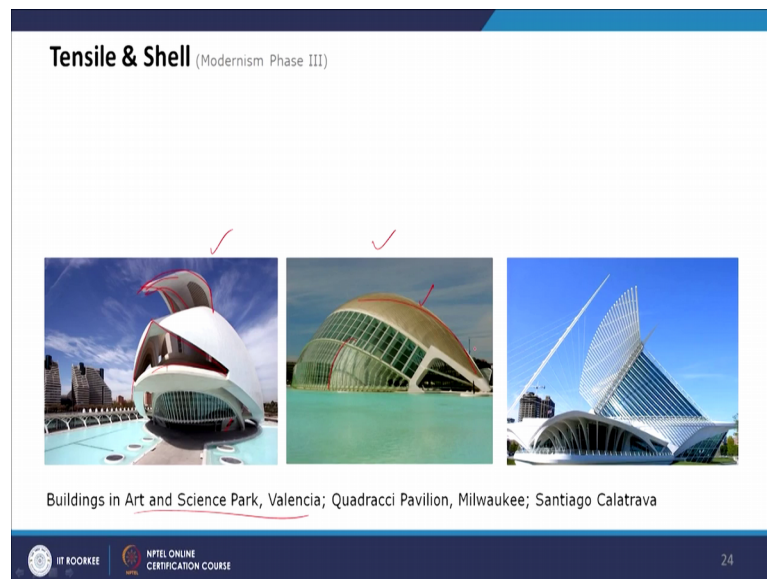 Tensile & Shell (Modernism Phase III)
Buildings in Art and Science Park, Valencia; Quadracci Pavilion, Milwaukee; Santiago Calatrava
IIT ROORKEE
NPTEL ONLINE
CERTIFICATION COURSE
24